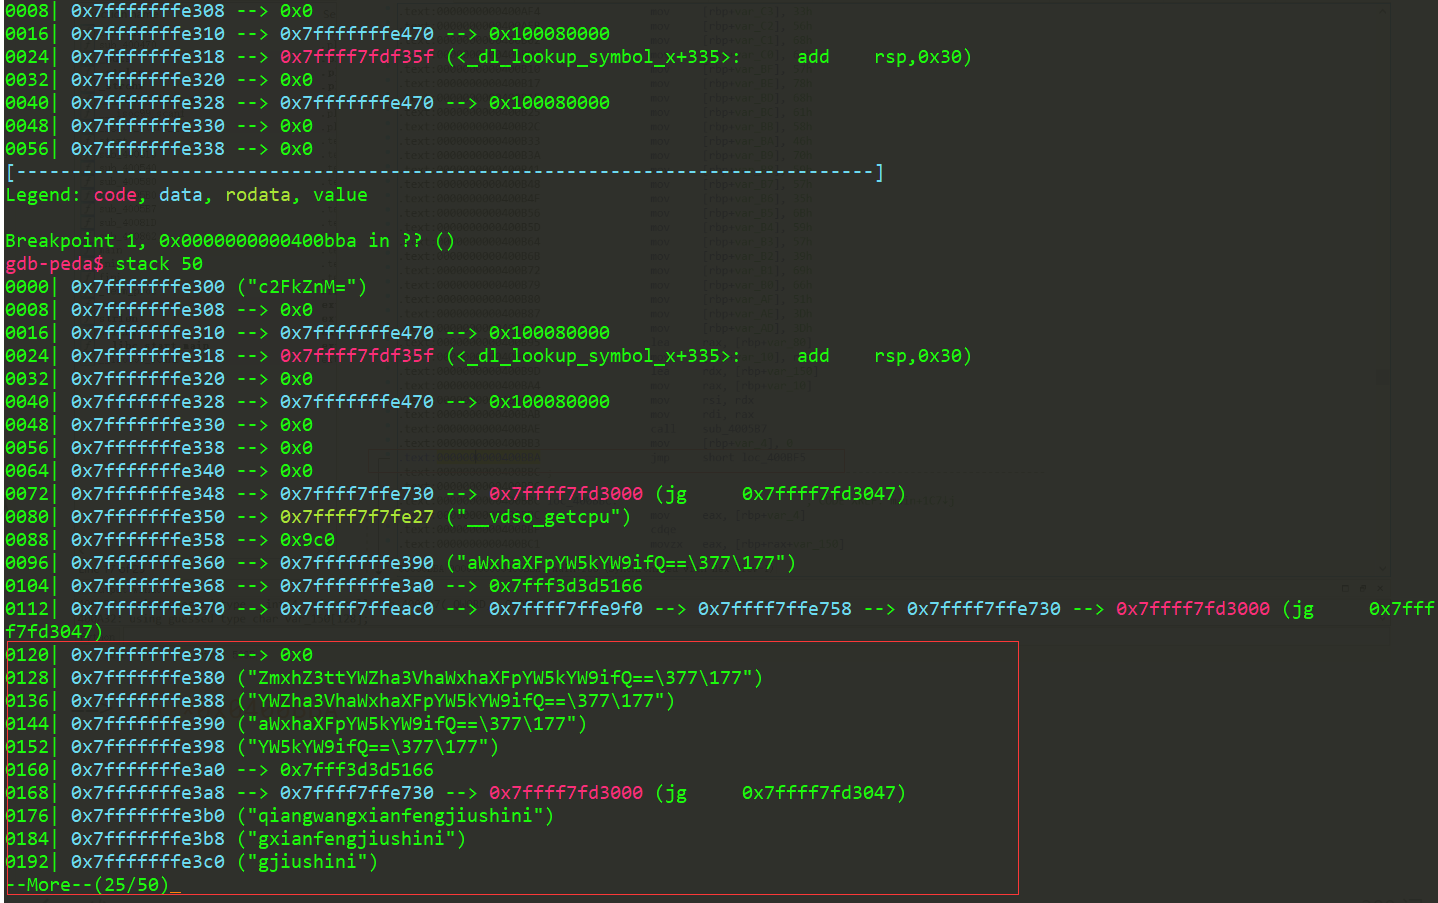 0008| 0x7fffffffe308 --> 0x0
0016| 0x7fffffffe310 --> 0x7fffffffe470 --> 0x100080000
0024| 0x7fffffffe318 --> 0x7ffff7fdf35f (<_dl_lookup_symbol_x+335>:     add    rsp,0x30)
0032| 0x7fffffffe320 --> 0x0
0040| 0x7fffffffe328 --> 0x7fffffffe470 --> 0x100080000
0048| 0x7fffffffe330 --> 0x0
0056| 0x7fffffffe338 --> 0x0
[------------------------------------------------------------------------------]
Legend: code, data, rodata, value
Breakpoint 1, 0x0000000000400bba in ?? ()
gdb-peda$ stack 50
0000| 0x7fffffffe300 ("c2FkZnM=")
0008| 0x7fffffffe308 --> 0x0
0016| 0x7fffffffe310 --> 0x7fffffffe470 --> 0x100080000
0024| 0x7fffffffe318 --> 0x7ffff7fdf35f (<_dl_lookup_symbol_x+335>:     add    rsp,0x30)
0032| 0x7fffffffe320 --> 0x0
0040| 0x7fffffffe328 --> 0x7fffffffe470 --> 0x100080000
0048| 0x7fffffffe330 --> 0x0
0056| 0x7fffffffe338 --> 0x0
0064| 0x7fffffffe340 --> 0x0
0072| 0x7fffffffe348 --> 0x7ffff7ffe730 --> 0x7ffff7fd3000 (jg     0x7ffff7fd3047)
0080| 0x7fffffffe350 --> 0x7ffff7f7fe27 ("__vdso_getcpu")
0088| 0x7fffffffe358 --> 0x9c0
0096| 0x7fffffffe360 --> 0x7fffffffe390 ("aWxhaXFpYW5kYW9ifQ==\377\177")
0104| 0x7fffffffe368 --> 0x7fffffffe3a0 --> 0x7fff3d3d5166
0112| 0x7fffffffe370 --> 0x7ffff7ffeac0 --> 0x7ffff7ffe9f0 --> 0x7ffff7ffe758 --> 0x7ffff7ffe730 --> 0x7ffff7fd3000 (jg     0x7fff
f7fd3047)
0120| 0x7fffffffe378 --> 0x0
0128| 0x7fffffffe380 ("ZmxhZ3ttYWZha3VhaWxhaXFpYW5kYW9ifQ==\377\177")
0136| 0x7fffffffe388 ("YWZha3VhaWxhaXFpYW5kYW9ifQ==\377\177")
0144| 0x7fffffffe390 ("aWxhaXFpYW5kYW9ifQ==\377\177")
0152| 0x7fffffffe398 ("YW5kYW9ifQ==\377\177")
0160| 0x7fffffffe3a0 --> 0x7fff3d3d5166
0168| 0x7fffffffe3a8 --> 0x7ffff7ffe730 --> 0x7ffff7fd3000 (jg     0x7ffff7fd3047)
0176| 0x7fffffffe3b0 ("qiangwangxianfengjiushini")
0184| 0x7fffffffe3b8 ("gxianfengjiushini")
0192| 0x7fffffffe3c0 ("gjiushini")
--More--(25/50)_